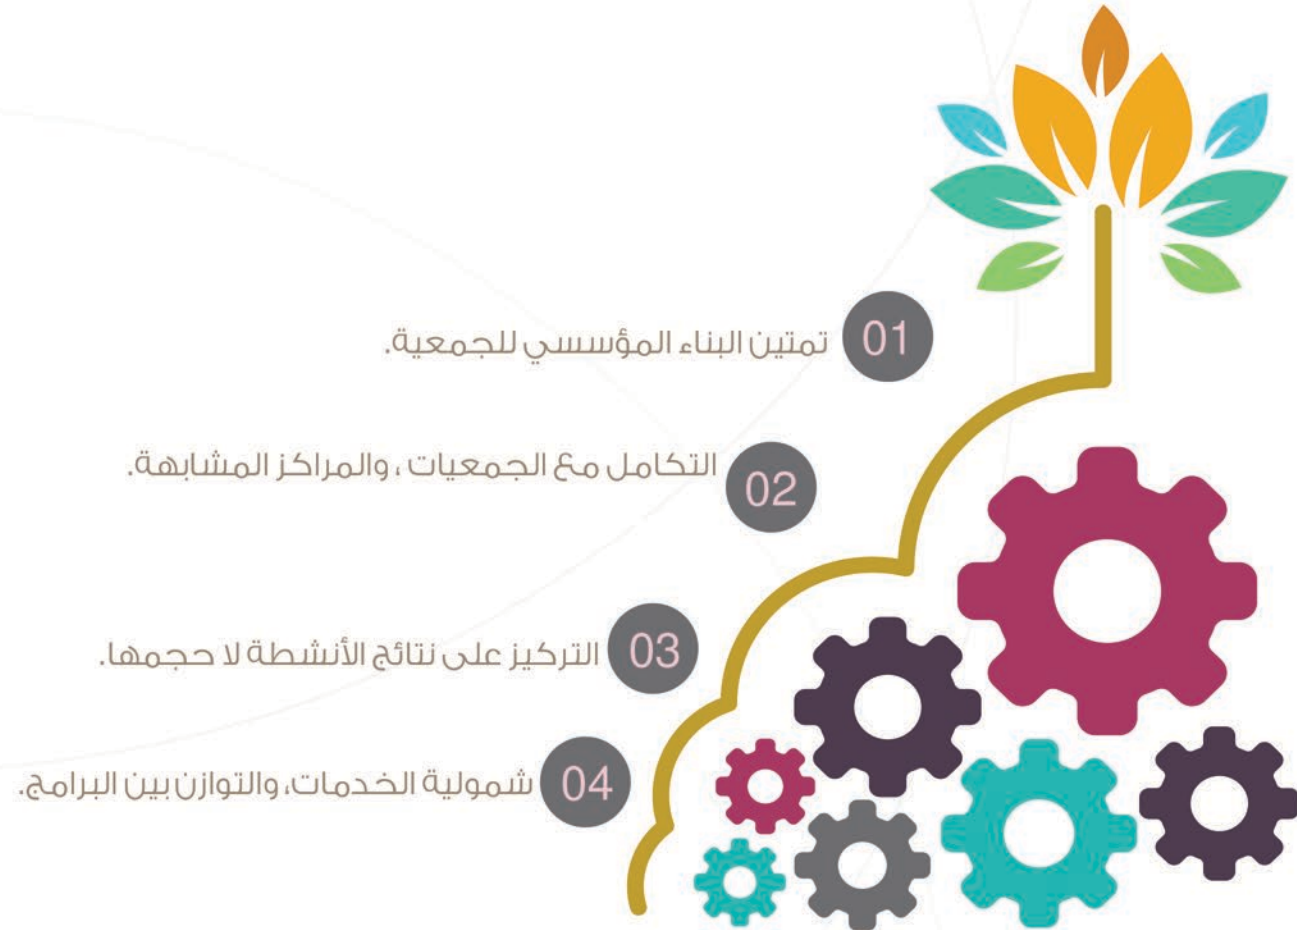 01 تمتين البناء المؤسسي للجمعية.
02 التكامل مع الجمعيات ، والمراكز المشابهة.
03 التركيز على نتائج الأنشطة لا حجمها.
04 شمولية الخدمات، والتوازن بين البرامج.